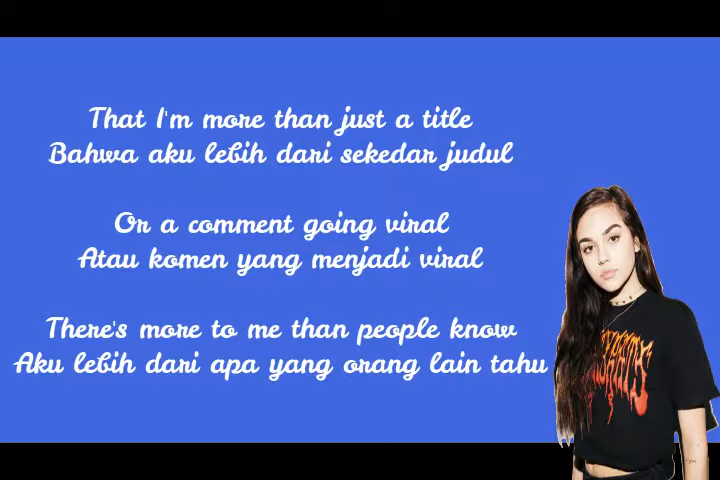 That I'm more than just a title
Bahwa aku lebih dari sekedar judul
Or a comment going viral
Atau komen yang menjadi viral
There's more to me than people know
Aku lebih dari apa yang orang lain tahu